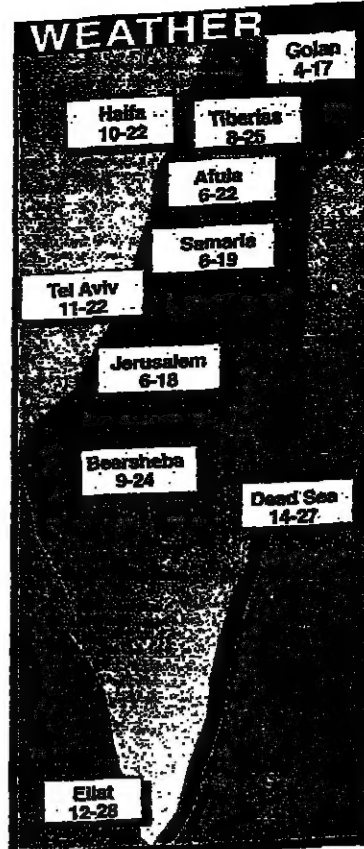 WEATHER
Golan
4-17
Haifa
10-22
Tiberias
8-25
Afula
6-22
Samaria
6-19
Tel Aviv
11-22
Jerusalem
6-18
Bearsheba
9-24
Dead Sea
14-27
Eilat
12-28